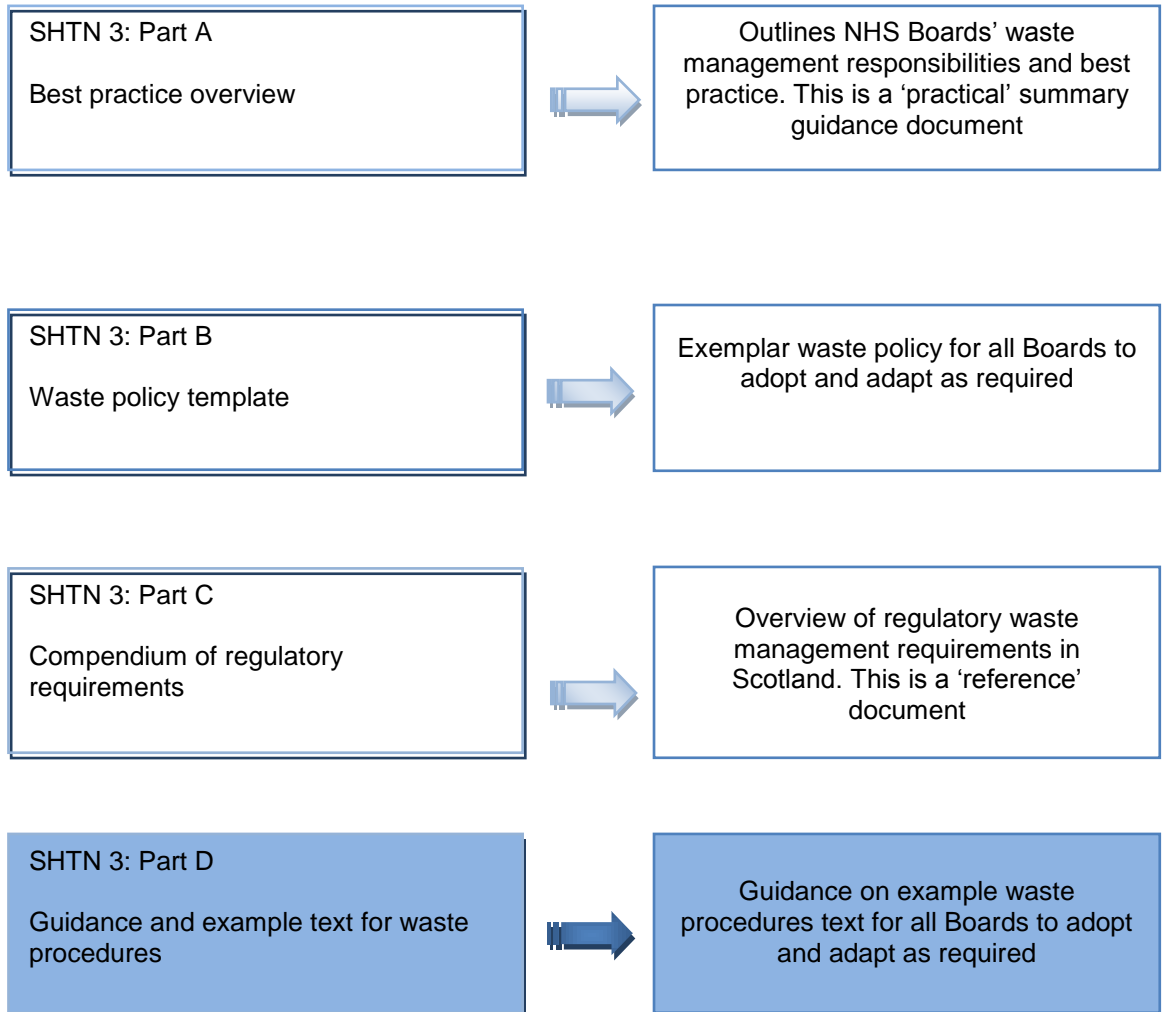 SHTN 3: Part A
Best practice overview
Outlines NHS Boards’ waste
management responsibilities and best
practice. This is a ‘practical’ summary
guidance document
SHTN 3: Part B
Waste policy template
Exemplar waste policy for all Boards to
adopt and adapt as required
SHTN 3: Part C
Compendium of regulatory
requirements
Overview of regulatory waste
management requirements in
Scotland. This is a ‘reference’
document
SHTN 3: Part D
Guidance and example text for waste
procedures
Guidance on example waste
procedures text for all Boards to adopt
and adapt as required